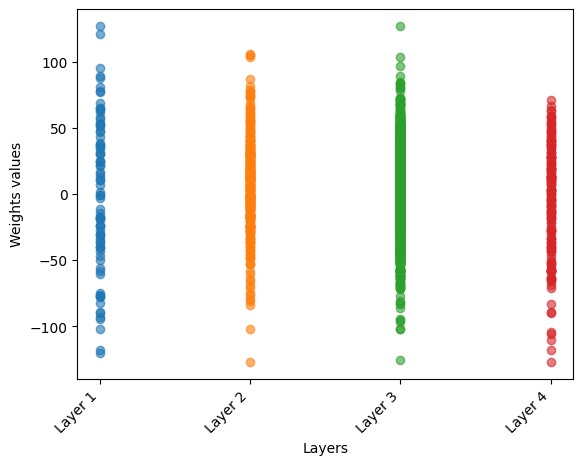 Weights values
100
50
0
−50
−100
Layer 1
Layer 2
Layer 3
Layer 4
Layers